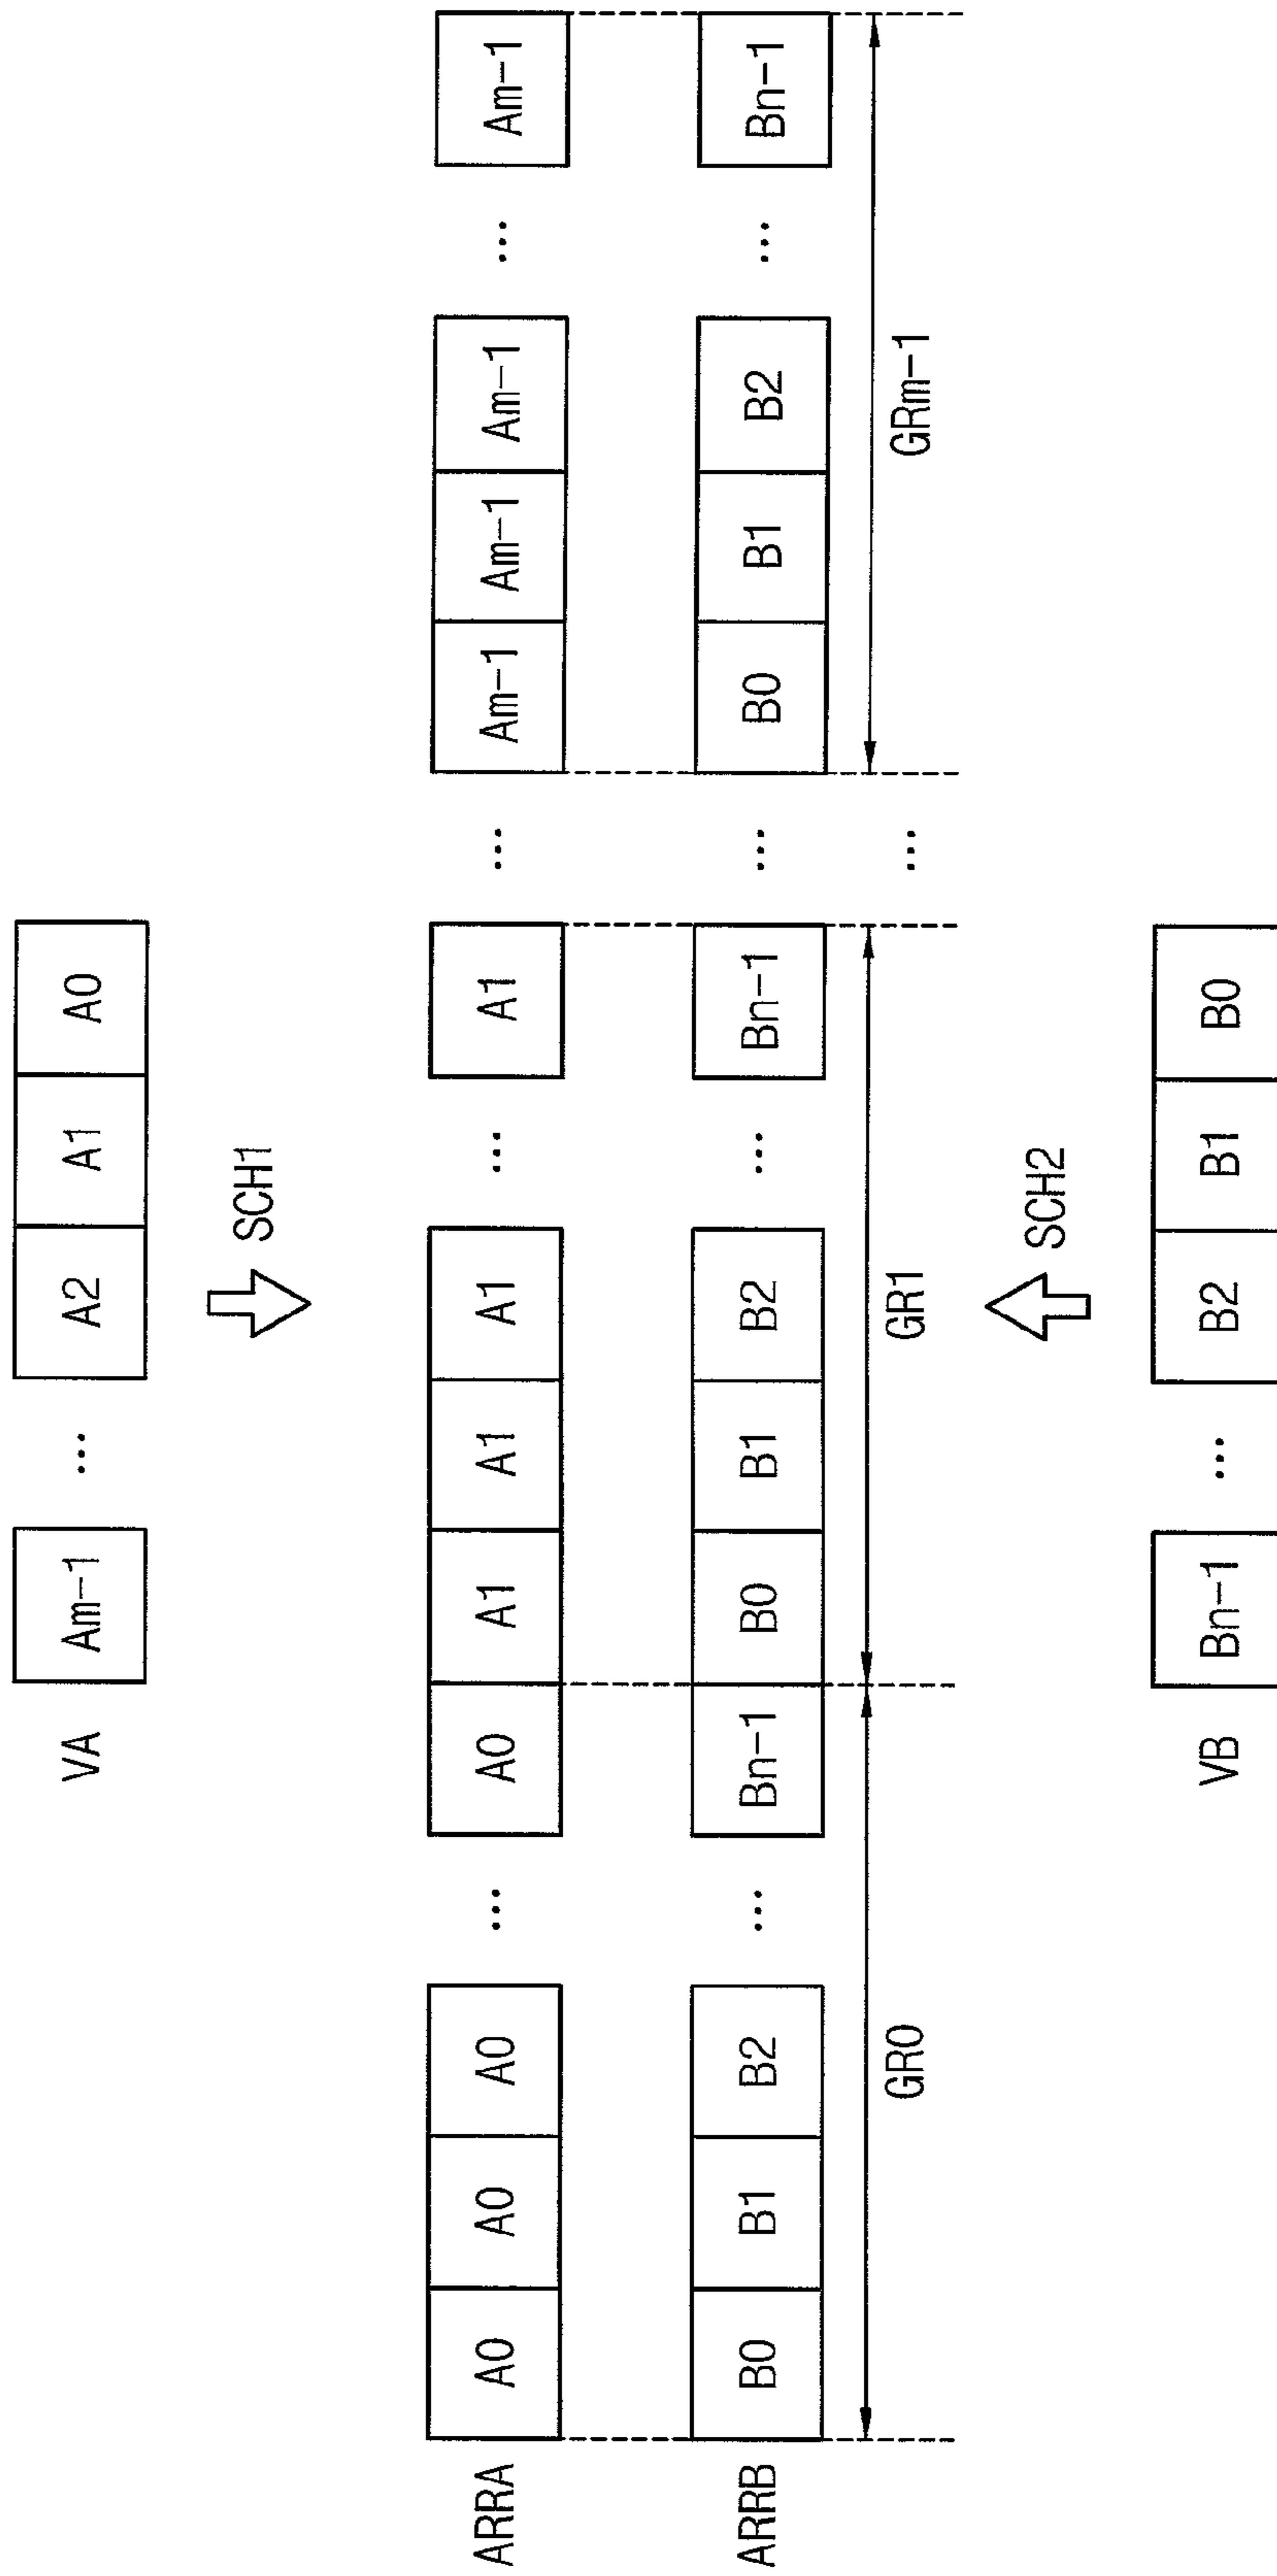 VA Am-1 ... A2 A1 A0
SCH1
ARRA A0 A0 A0 ... A0 A1 A1 A1 ... A1 ... Am-1 Am-1 Am-1 ... Am-1
ARRB B0 B1 B2 ... Bn-1 B0 B1 B2 ... Bn-1 ... B0 B1 B2 ... Bn-1
GR0 GR1 ... GRm-1
SCH2
VB Bn-1 ... B2 B1 B0